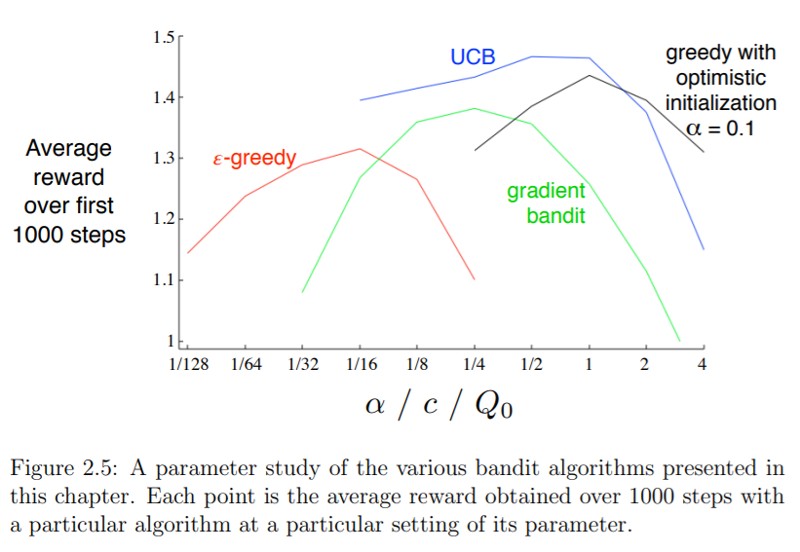 1.5
UCB
greedy with
optimistic
initialization
α = 0.1
1.4
Average
reward
over first
1000 steps
ε-greedy
1.3
gradient
bandit
1.2
1.1
1
1/128 1/64 1/32 1/16 1/8 1/4 1/2 1 2 4
α / c / Q₀
Figure 2.5: A parameter study of the various bandit algorithms presented in
this chapter. Each point is the average reward obtained over 1000 steps with
a particular algorithm at a particular setting of its parameter.